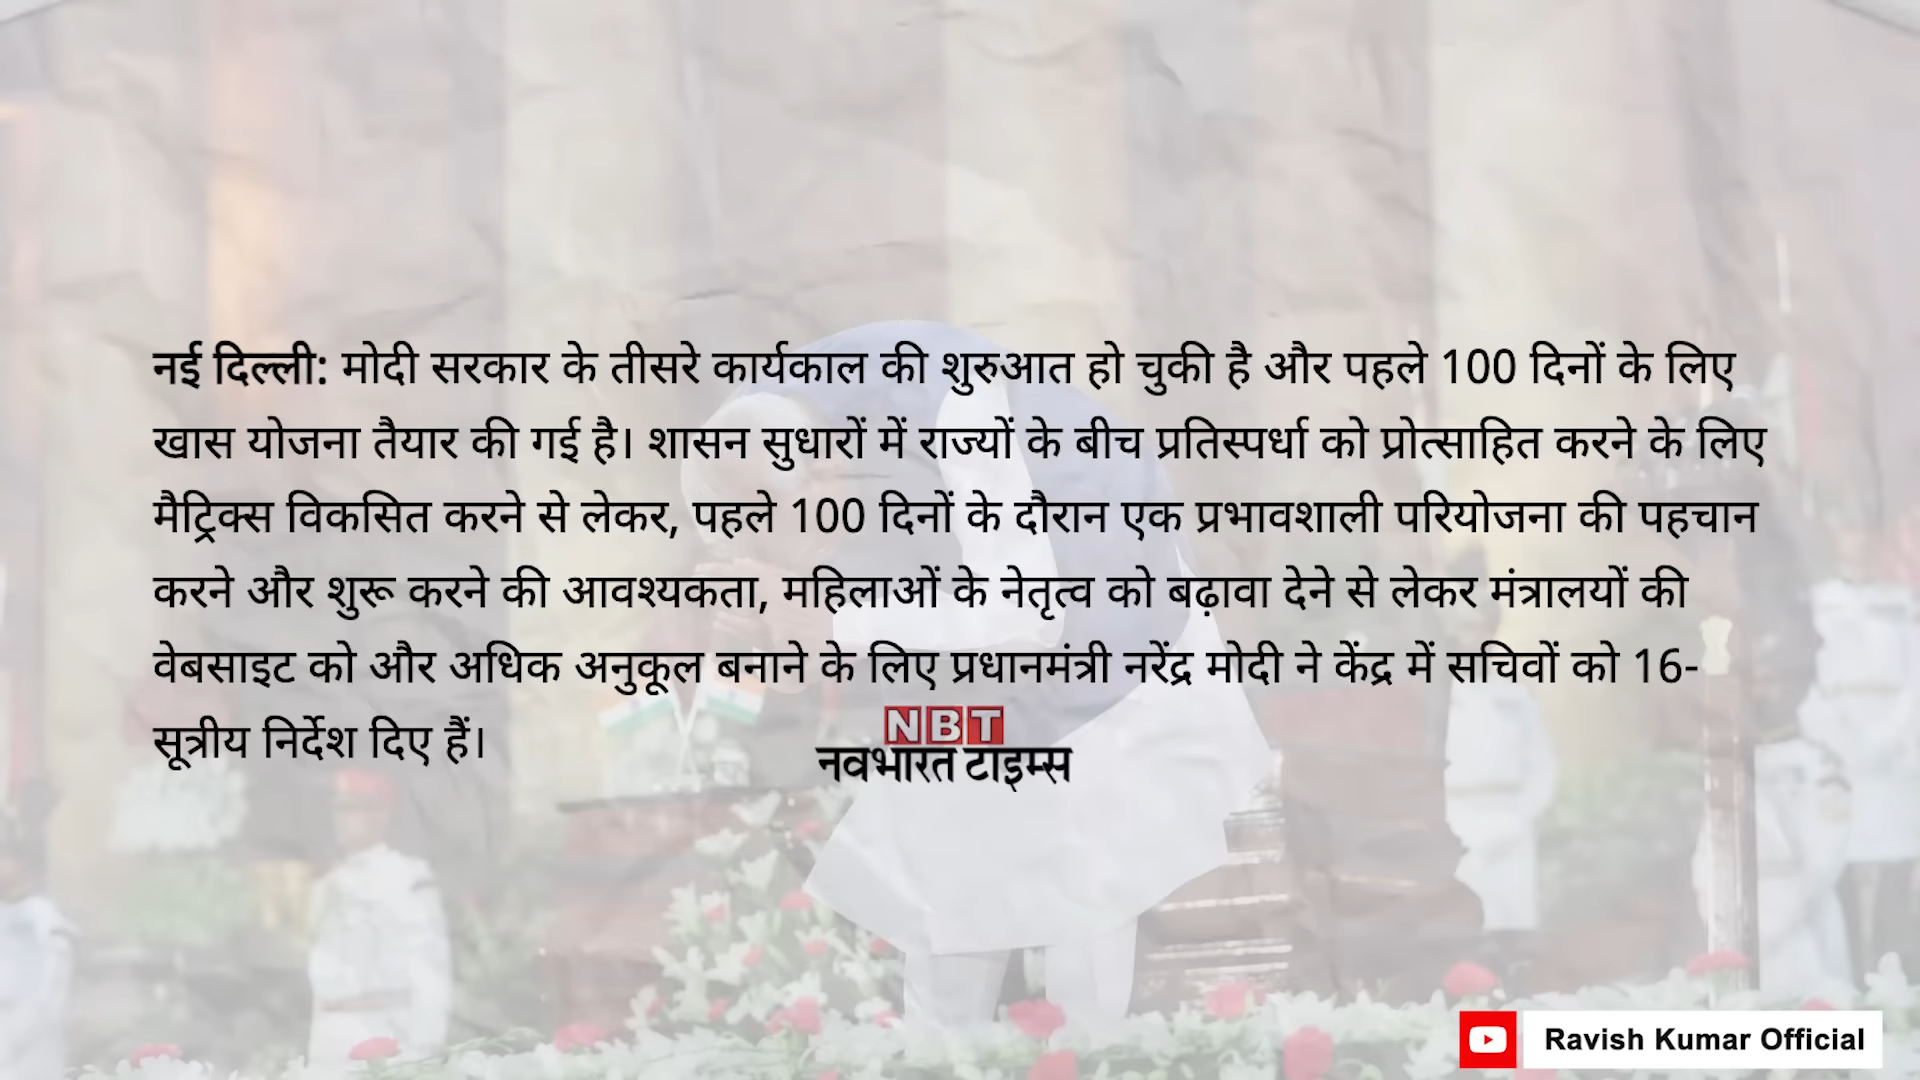 नई दिल्ली: मोदी सरकार के तीसरे कार्यकाल की शुरुआत हो चुकी है और पहले 100 दिनों के लिए
खास योजना तैयार की गई है। शासन सुधारों में राज्यों के बीच प्रतिस्पर्धा को प्रोत्साहित करने के लिए
मैट्रिक्स विकसित करने से लेकर, पहले 100 दिनों के दौरान एक प्रभावशाली परियोजना की पहचान
करने और शुरू करने की आवश्यकता, महिलाओं के नेतृत्व को बढ़ावा देने से लेकर मंत्रालयों की
वेबसाइट को और अधिक अनुकूल बनाने के लिए प्रधानमंत्री नरेंद्र मोदी ने केंद्र में सचिवों को 16-
सूत्रीय निर्देश दिए हैं।
NBT
नवभारत टाइम्स
Ravish Kumar Official